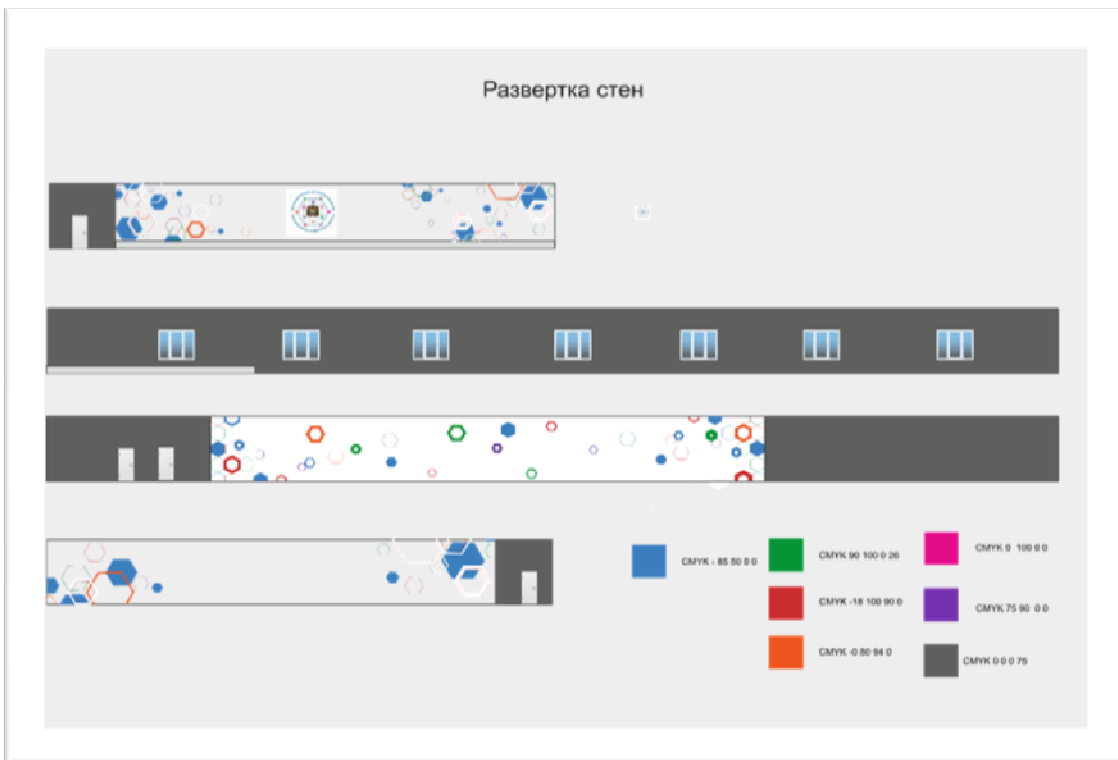 Развертка стен
CMYK - 85 50 0 0
CMYK 90 100 0 26
CMYK 0 100 0 0
CMYK -18 100 90 0
CMYK 75 90 0 0
CMYK -0 80 94 0
CMYK 0 0 0 75